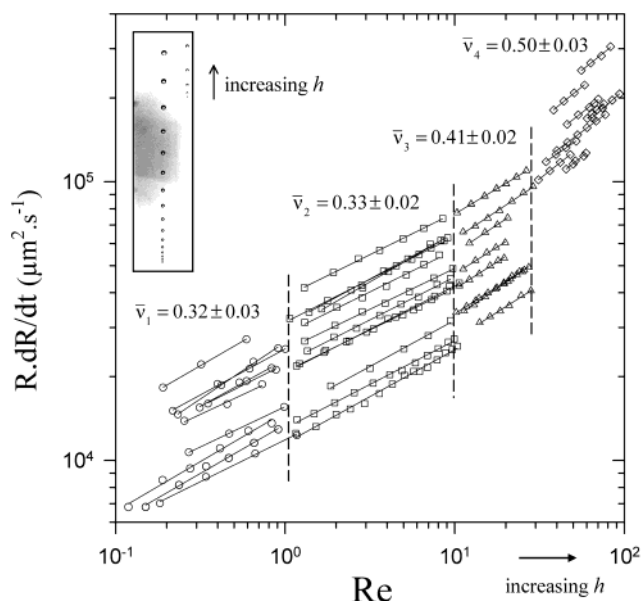 ν̄₄ = 0.50 ± 0.03
increasing h
ν̄₃ = 0.41 ± 0.02
ν̄₂ = 0.33 ± 0.02
ν̄₁ = 0.32 ± 0.03
R.dR/dt (µm².s⁻¹)
10⁵
10⁴
10⁻¹ 10⁰ 10¹ 10²
Re
increasing h